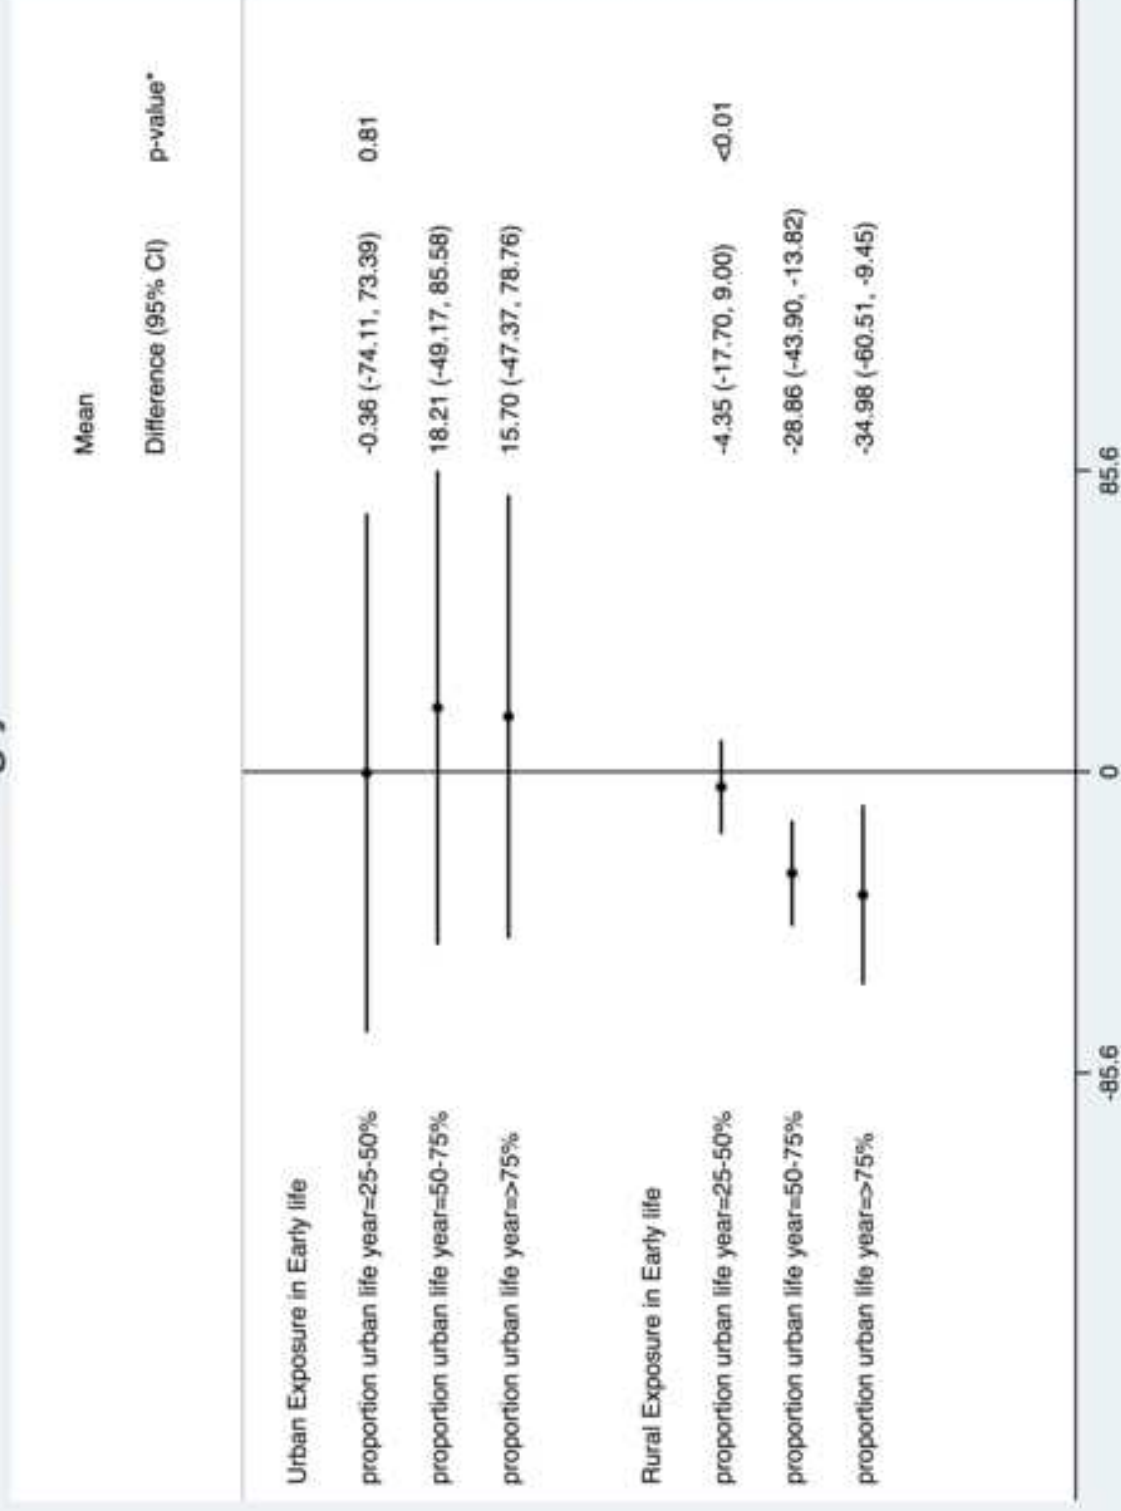 Mean
Difference (95% CI) p-value*
Urban Exposure in Early life
proportion urban life year=25-50% -0.36 (-74.11, 73.39) 0.81
proportion urban life year=50-75% 18.21 (-49.17, 85.58)
proportion urban life year=>75% 15.70 (-47.37, 78.76)
Rural Exposure in Early life
proportion urban life year=25-50% -4.35 (-17.70, 9.00) <0.01
proportion urban life year=50-75% -28.86 (-43.90, -13.82)
proportion urban life year=>75% -34.98 (-60.51, -9.45)
-85.6 0 85.6